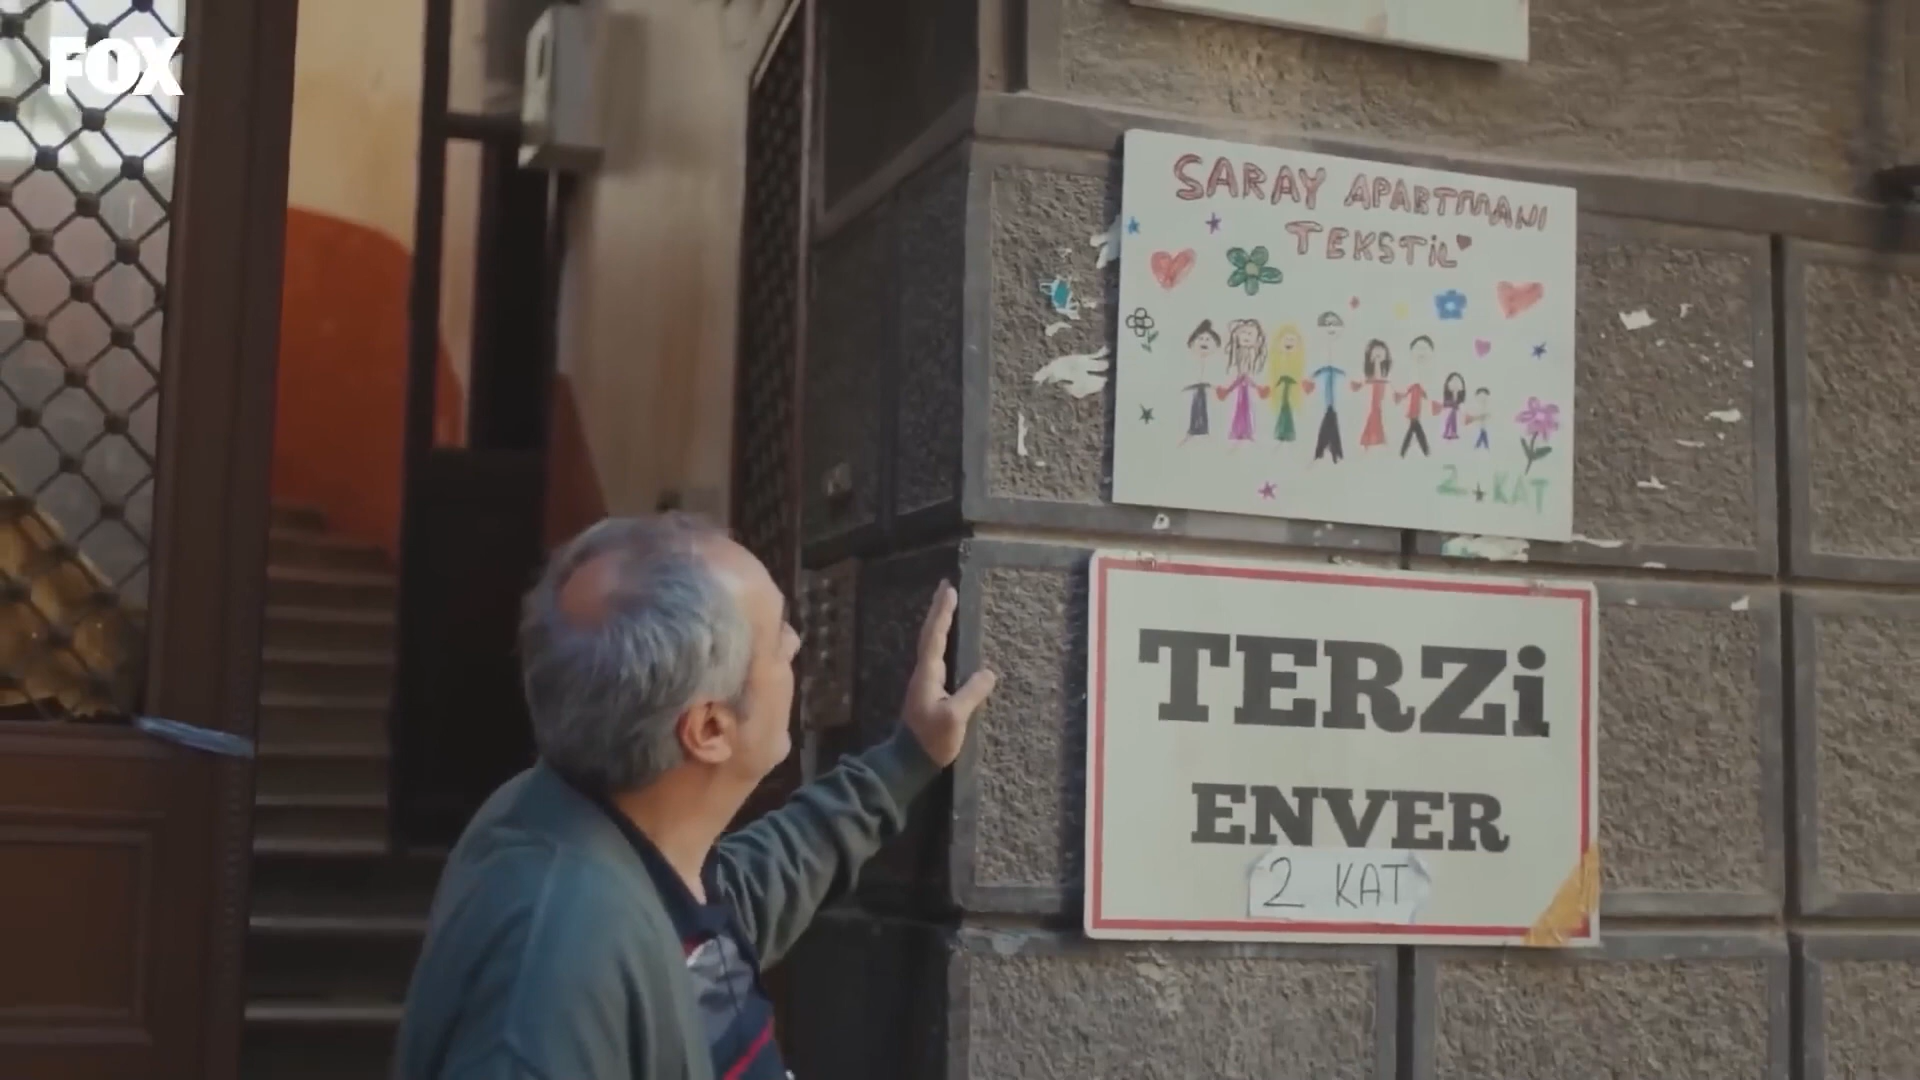 FOX
SARAY APARTMANI
TEKSTİL
2. KAT
TERZi
ENVER
2 KAT